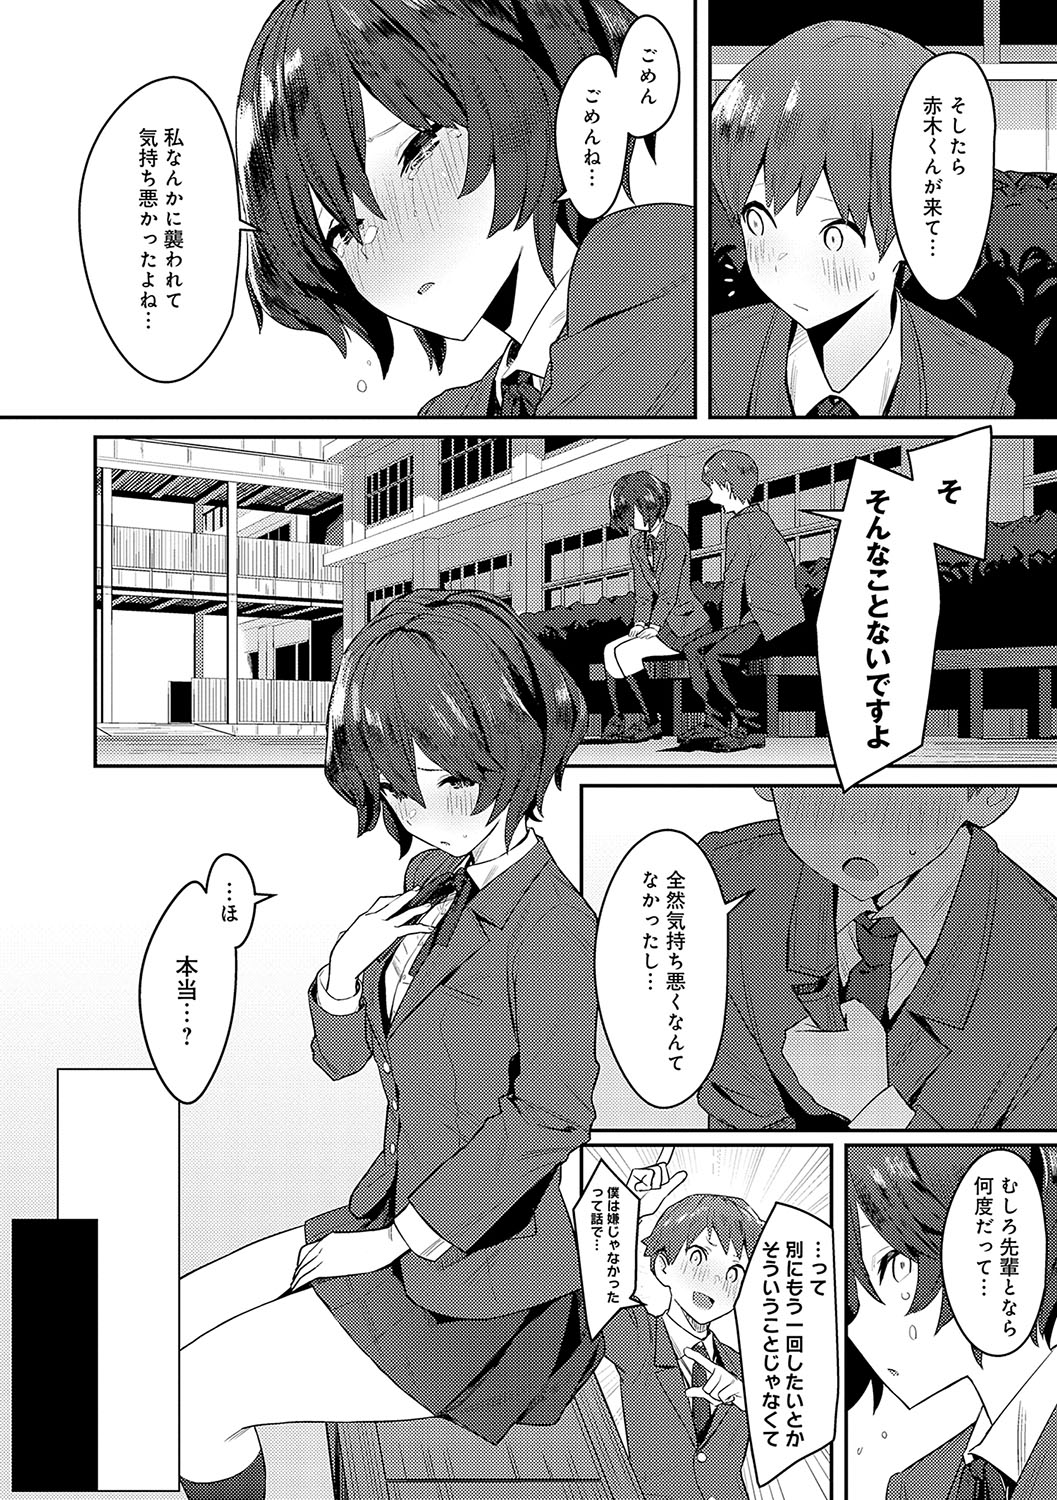 そしたら
赤木くんが来て…
ごめん
ごめんね…
私なんかに襲われて
気持ち悪かったよね…
そ
そんなことないですよ
全然気持ち悪くなんて
なかったし…
…ほ
本当…?
むしろ先輩となら
何度だって…
…って
別にもう一回したいとか
そういうことじゃなくて
僕は嫌じゃなかった
って話で…